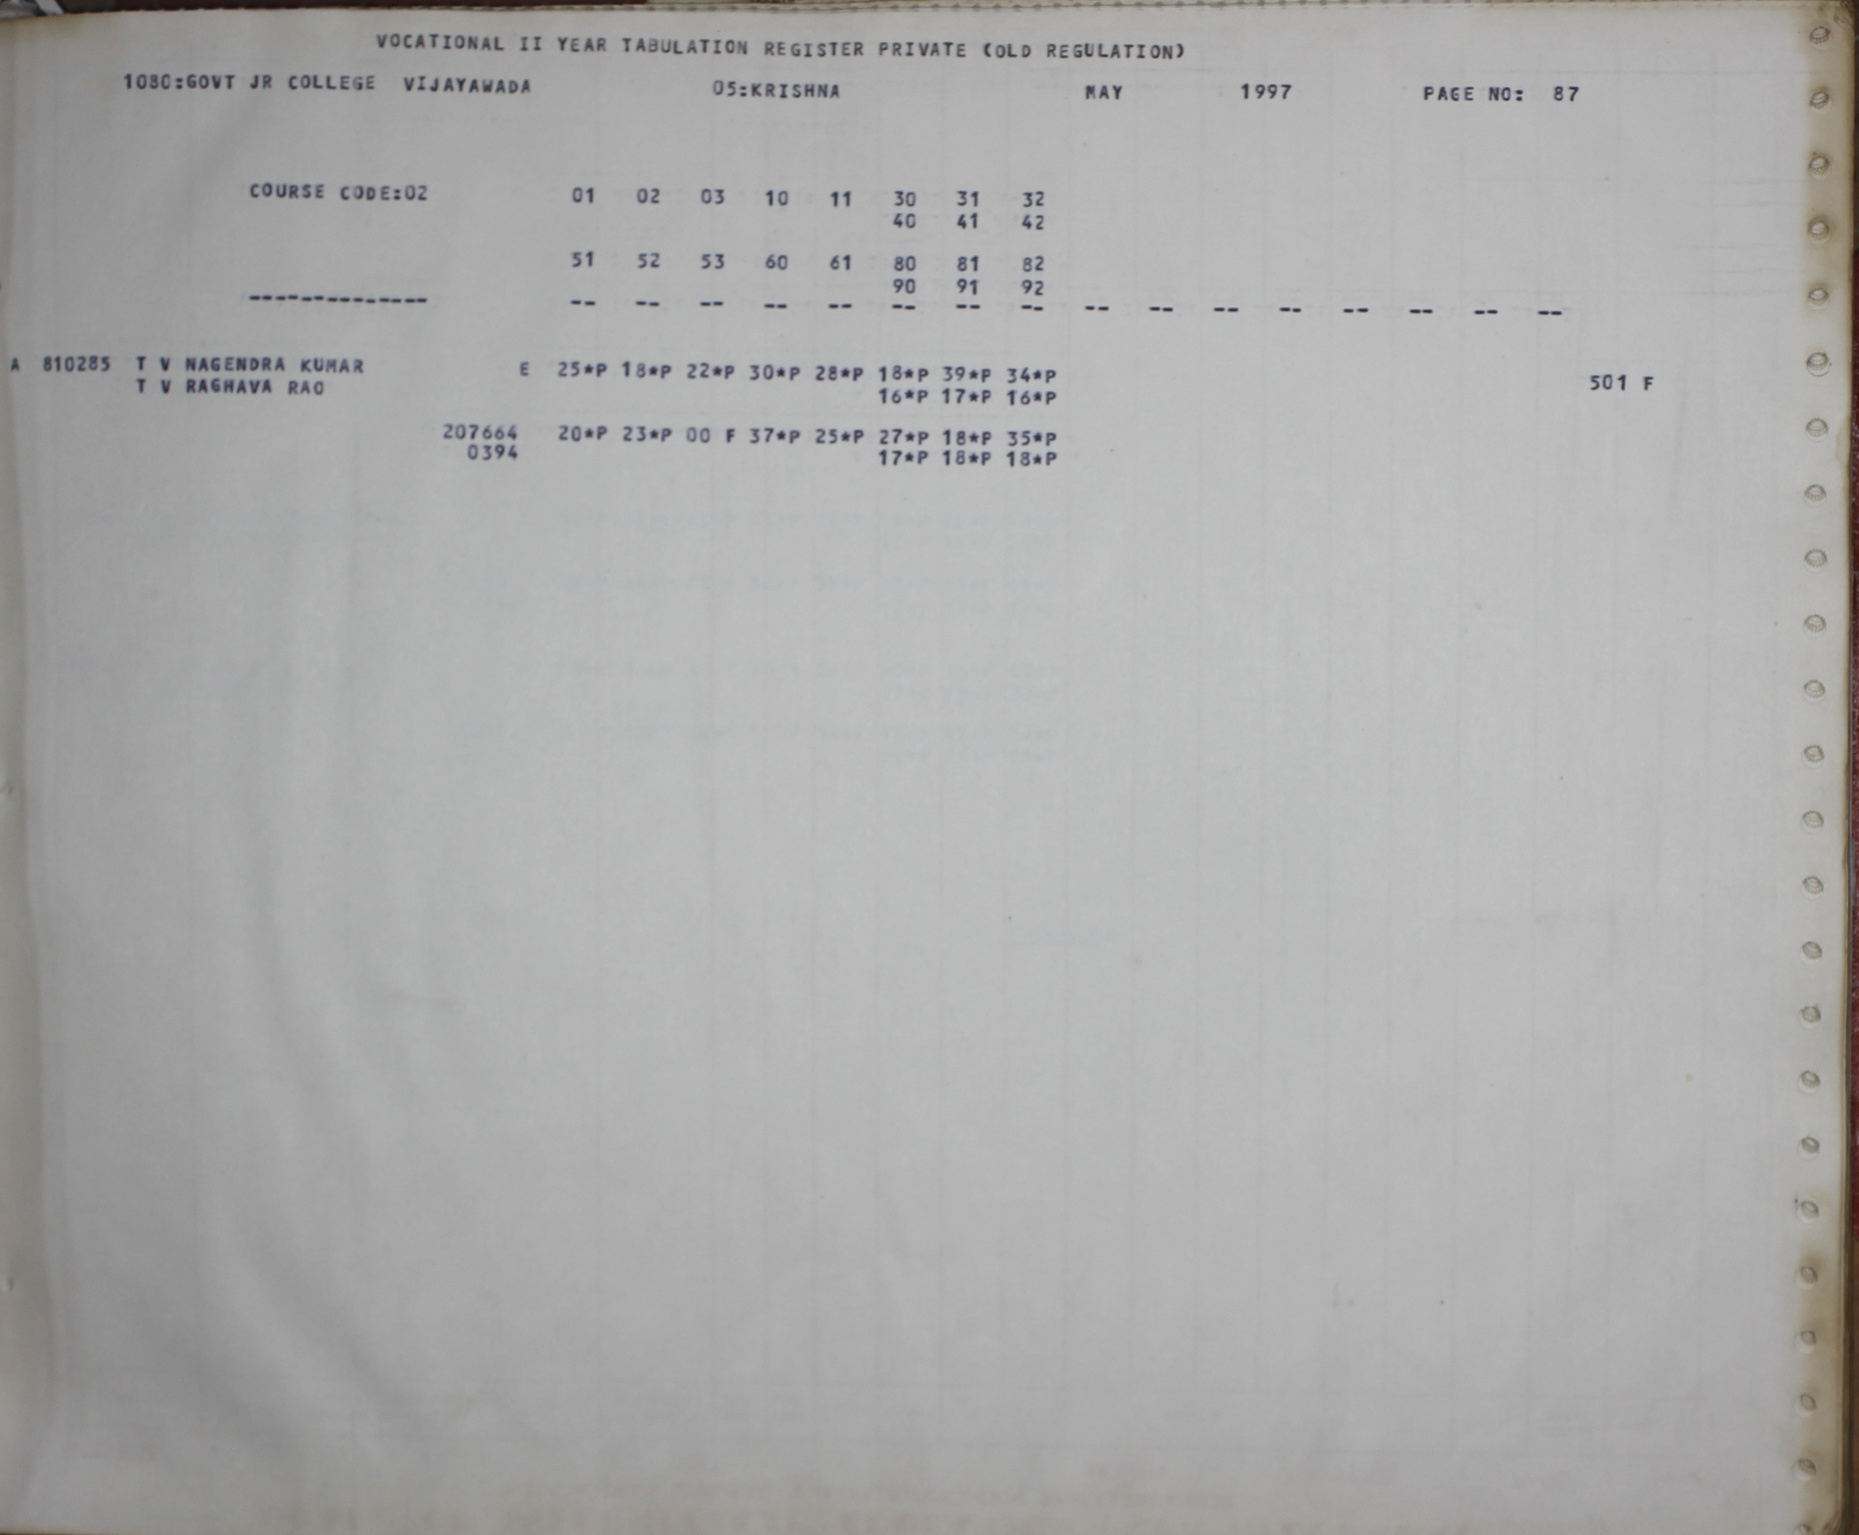 VOCATIONAL II YEAR TABULATION REGISTER PRIVATE (OLD REGULATION)
1080:GOVT JR COLLEGE VIJAYAWADA 05:KRISHNA MAY 1997 PAGE NO: 87
COURSE CODE:02 01 02 03 10 11 30 31 32
40 41 42
51 52 53 60 61 80 81 82
90 91 92
-------------- -- -- -- -- -- -- -- -- -- -- -- -- -- -- -- --
A 810285 T V NAGENDRA KUMAR E 25*P 18*P 22*P 30*P 28*P 18*P 39*P 34*P 501 F
T V RAGHAVA RAO 16*P 17*P 16*P
207664 20*P 23*P 00 F 37*P 25*P 27*P 18*P 35*P
0394 17*P 18*P 18*P